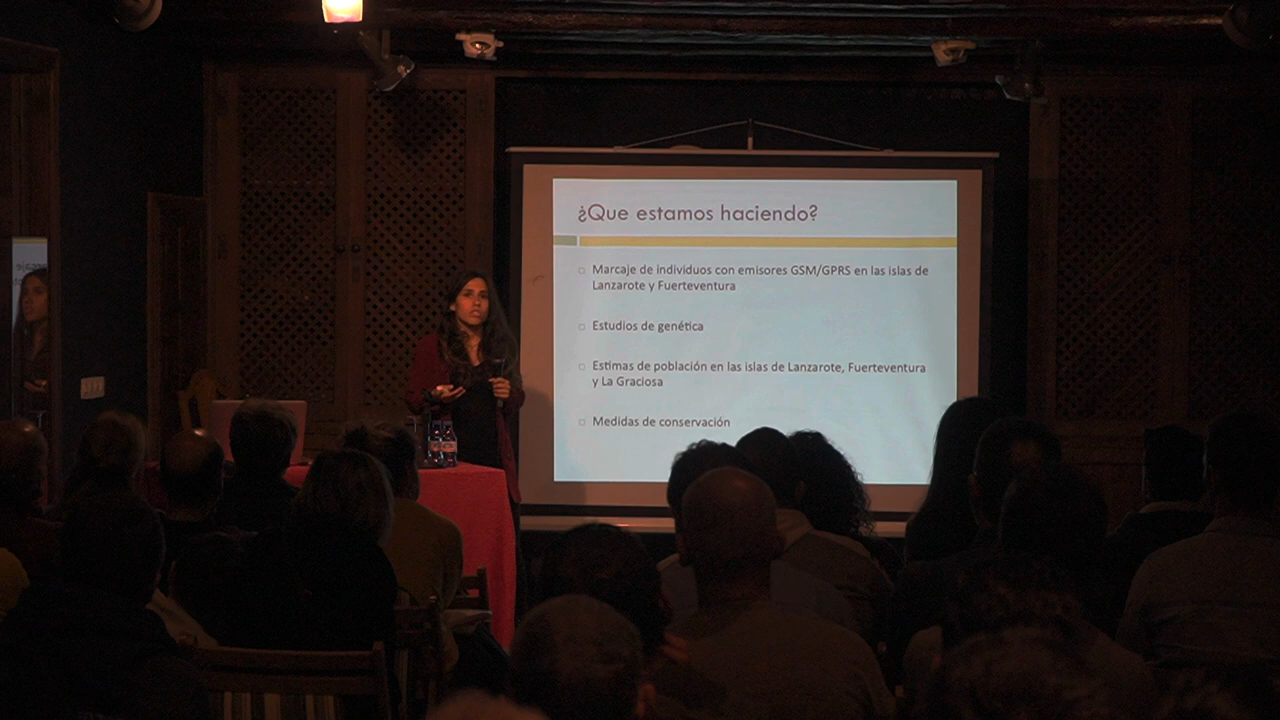 ¿Que estamos haciendo?
Marcaje de individuos con emisores GSM/GPRS en las islas de
Lanzarote y Fuerteventura
Estudios de genética
Estimas de población en las islas de Lanzarote, Fuerteventura
y La Graciosa
Medidas de conservación